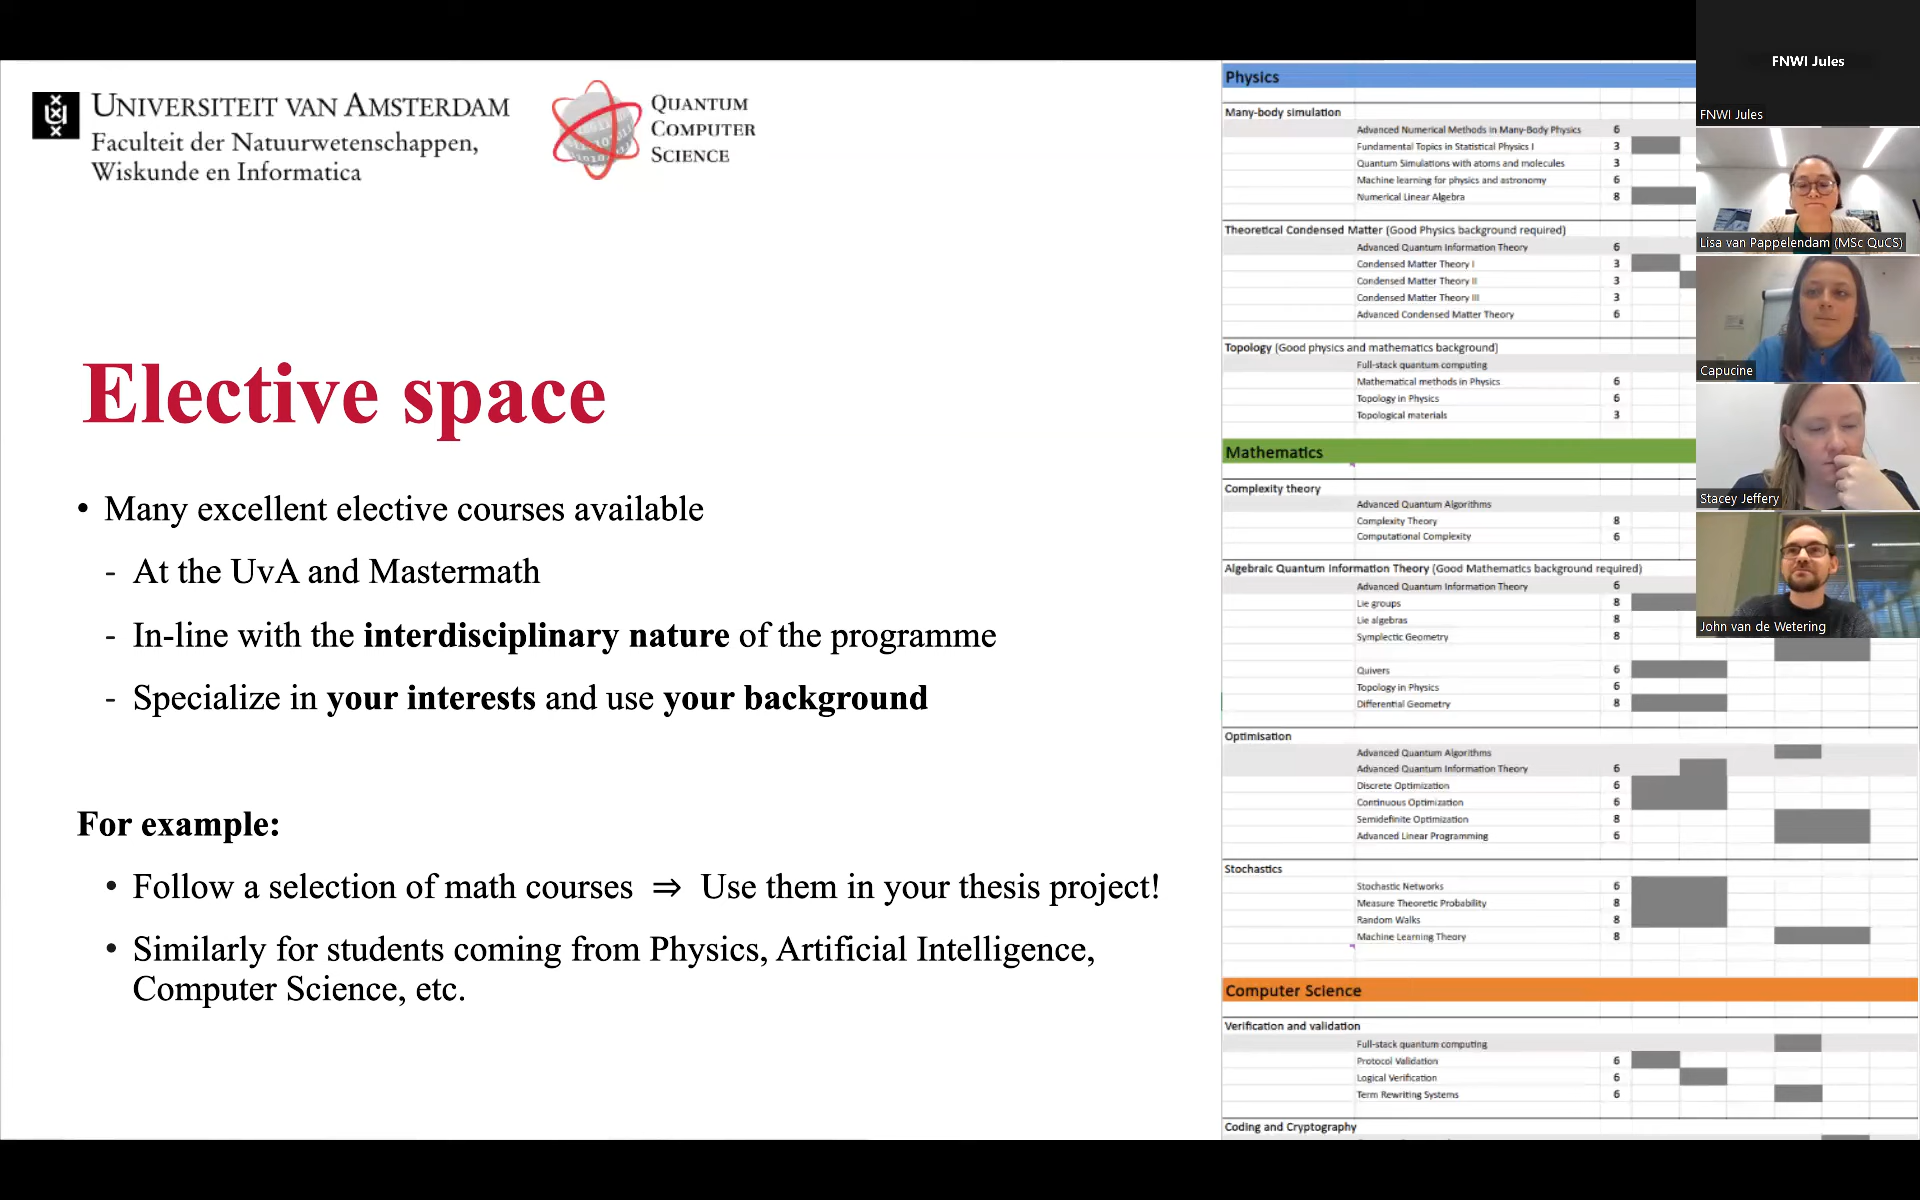 UNIVERSITEIT VAN AMSTERDAM
Faculteit der Natuurwetenschappen,
Wiskunde en Informatica
QUANTUM
COMPUTER
SCIENCE
Elective space
• Many excellent elective courses available
- At the UvA and Mastermath
- In-line with the interdisciplinary nature of the programme
- Specialize in your interests and use your background
For example:
• Follow a selection of math courses ⇒ Use them in your thesis project!
• Similarly for students coming from Physics, Artificial Intelligence,
Computer Science, etc.
Physics
Many-body simulation
Advanced Numerical Methods in Many-Body Physics 6
Fundamental Topics in Statistical Physics I 3
Quantum Simulations with atoms and molecules 3
Machine learning for physics and astronomy 6
Numerical Linear Algebra 8
Theoretical Condensed Matter (Good Physics background required)
Advanced Quantum Information Theory 6
Condensed Matter Theory I 3
Condensed Matter Theory II 3
Condensed Matter Theory III 3
Advanced Condensed Matter Theory 6
Topology (Good physics and mathematics background)
Full-stack quantum computing
Mathematical methods in Physics 6
Topology in Physics 6
Topological materials 3
Mathematics
Complexity theory
Advanced Quantum Algorithms
Complexity Theory 8
Computational Complexity 6
Algebraic Quantum Information Theory (Good Mathematics background required)
Advanced Quantum Information Theory 6
Lie groups 8
Lie algebras 8
Symplectic Geometry 8
Quivers 6
Topology in Physics 6
Differential Geometry 8
Optimisation
Advanced Quantum Algorithms
Advanced Quantum Information Theory 6
Discrete Optimization 6
Continuous Optimization 6
Semidefinite Optimization 8
Advanced Linear Programming 6
Stochastics
Stochastic Networks 6
Measure Theoretic Probability 8
Random Walks 8
Machine Learning Theory 8
Computer Science
Verification and validation
Full-stack quantum computing
Protocol Validation 6
Logical Verification 6
Term Rewriting Systems 6
Coding and Cryptography
FNWI Jules
FNWI Jules
Lisa van Pappelendam (MSc QuCS)
Capucine
Stacey Jeffery
John van de Wetering